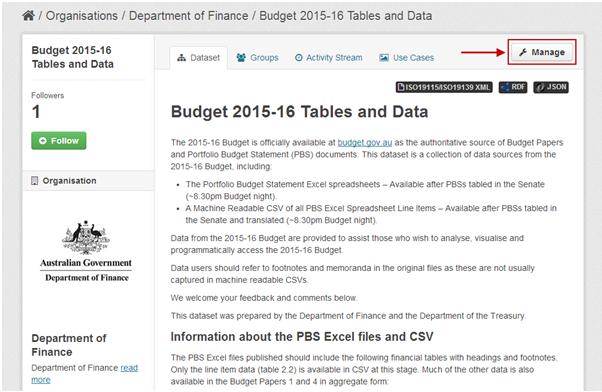 / Organisations / Department of Finance / Budget 2015-16 Tables and Data
Budget 2015-16
Tables and Data
Followers
1
Follow
Organisation
Australian Government
Department of Finance
Department of
Finance
Department of Finance read
more
Dataset
Groups
Activity Stream
Use Cases
Manage
ISO19115/ISO19139 XML
RDF
JSON
Budget 2015-16 Tables and Data
The 2015-16 Budget is officially available at budget.gov.au as the authoritative source of Budget Papers
and Portfolio Budget Statement (PBS) documents. This dataset is a collection of data sources from the
2015-16 Budget, including:
• The Portfolio Budget Statement Excel spreadsheets – Available after PBSs tabled in the Senate
(~8.30pm Budget night).
• A Machine Readable CSV of all PBS Excel Spreadsheet Line Items – Available after PBSs tabled in
the Senate and translated (~8.30pm Budget night).
Data from the 2015-16 Budget are provided to assist those who wish to analyse, visualise and
programmatically access the 2015-16 Budget.
Data users should refer to footnotes and memoranda in the original files as these are not usually
captured in machine readable CSVs.
We welcome your feedback and comments below.
This dataset was prepared by the Department of Finance and the Department of the Treasury.
Information about the PBS Excel files and CSV
The PBS Excel files published should include the following financial tables with headings and footnotes.
Only the line item data (table 2.2) is available in CSV at this stage. Much of the other data is also
available in the Budget Papers 1 and 4 in aggregate form: